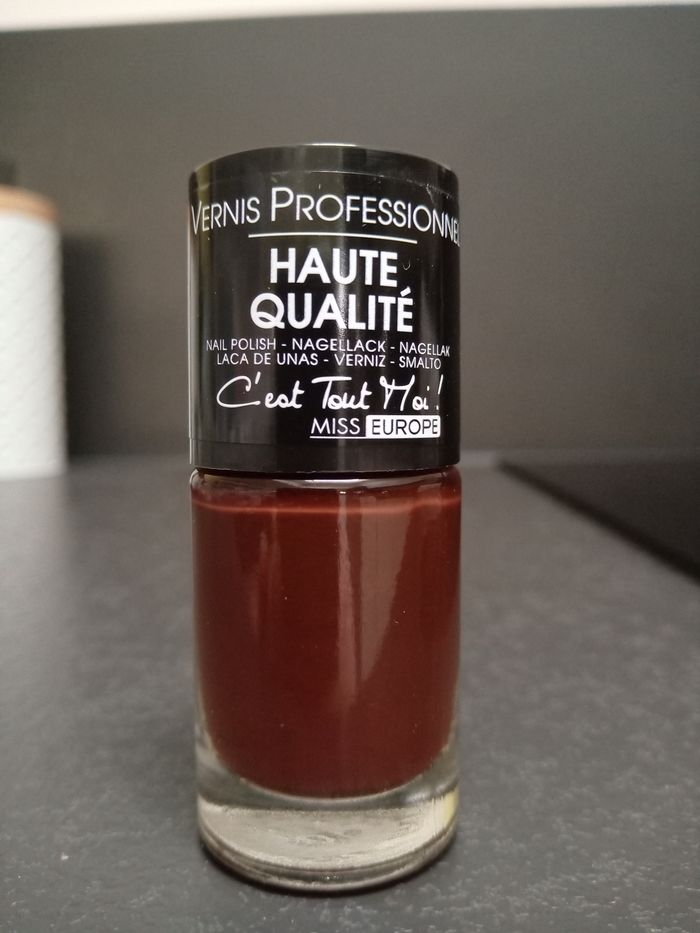 VERNIS PROFESSIONNEL
HAUTE
QUALITÉ
NAIL POLISH - NAGELLACK - NAGELLAK
LACA DE UNAS - VERNIZ - SMALTO
C'est Tout Moi !
MISS EUROPE